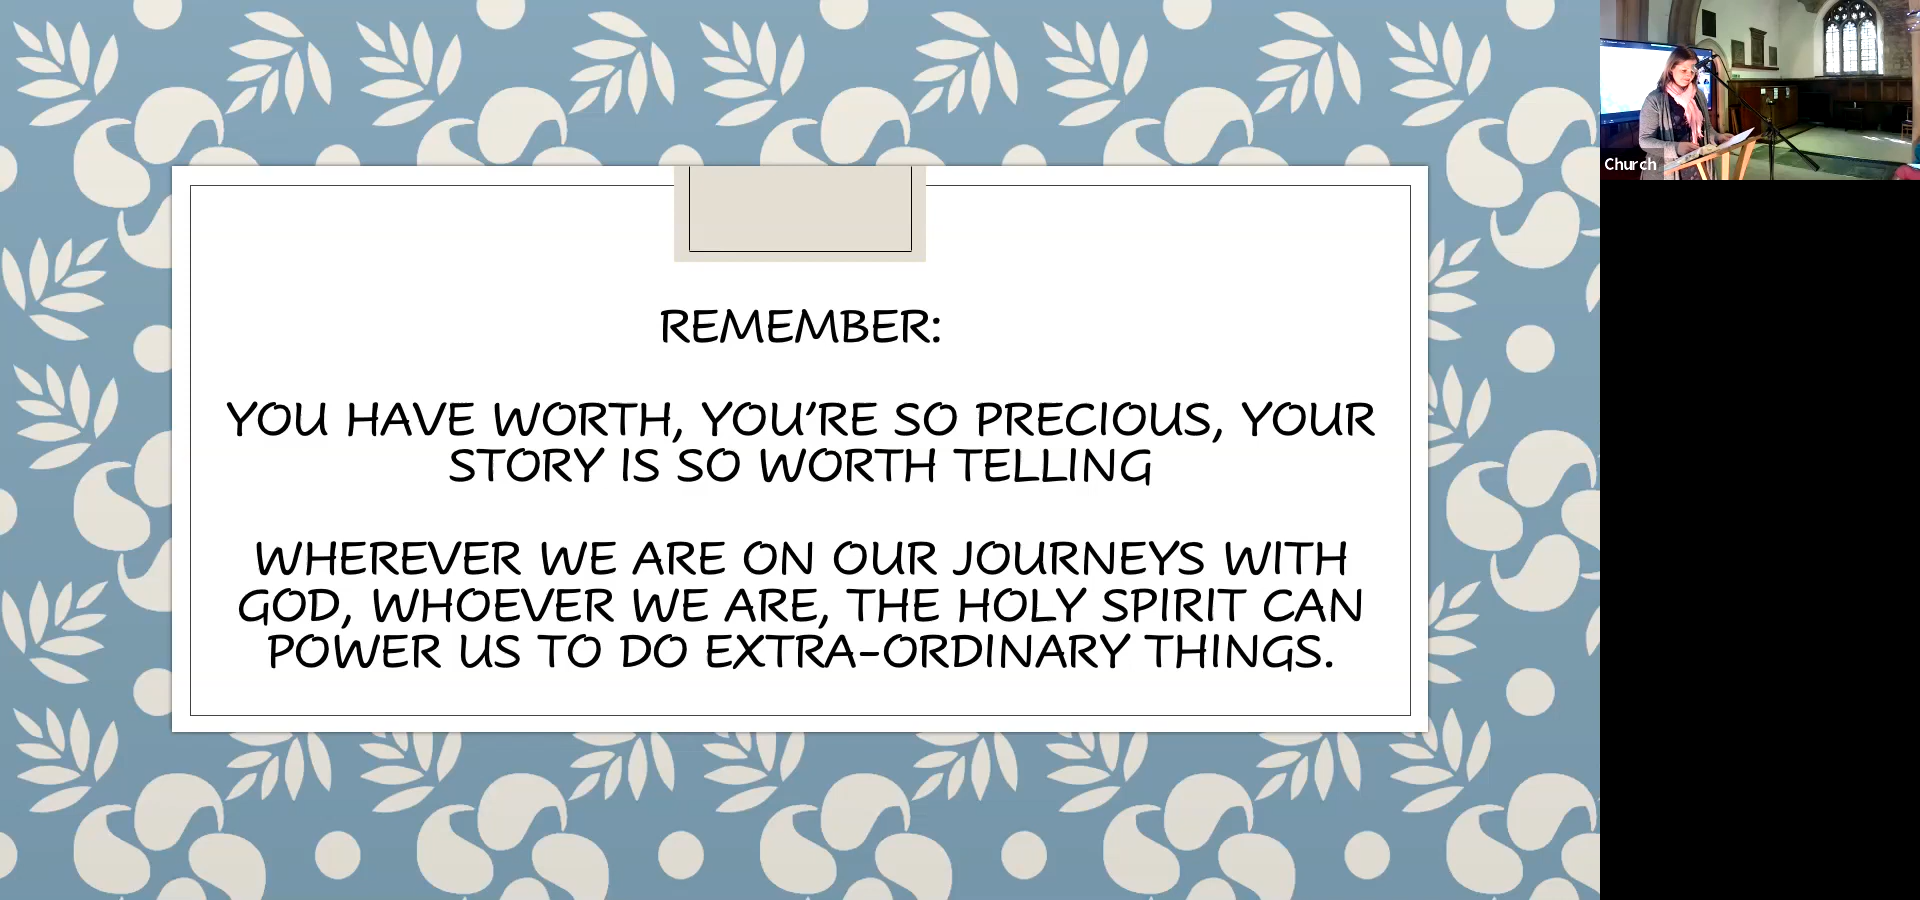 REMEMBER:
YOU HAVE WORTH, YOU’RE SO PRECIOUS, YOUR
STORY IS SO WORTH TELLING
WHEREVER WE ARE ON OUR JOURNEYS WITH
GOD, WHOEVER WE ARE, THE HOLY SPIRIT CAN
POWER US TO DO EXTRA-ORDINARY THINGS.
Church